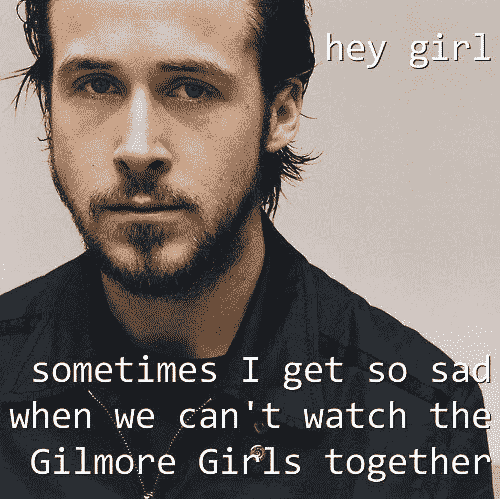 hey girl
sometimes I get so sad
when we can't watch the
Gilmore Girls together